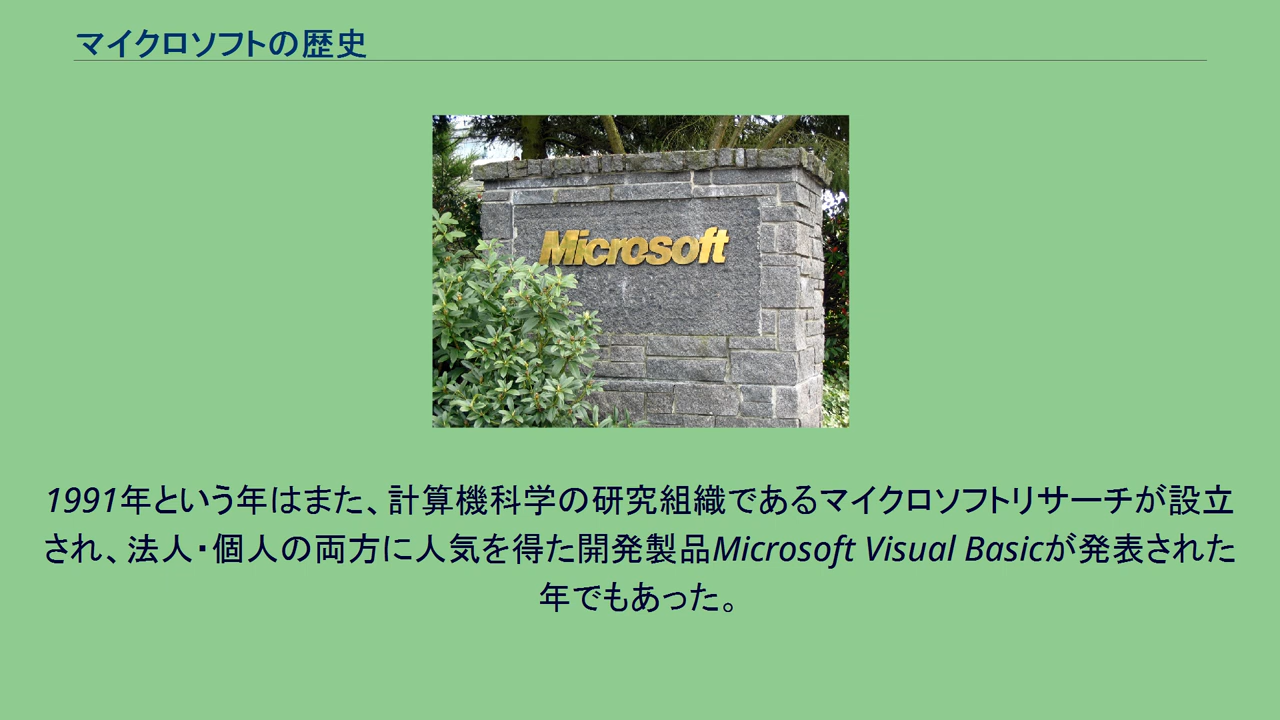 マイクロソフトの歴史
Microsoft
1991年という年はまた、計算機科学の研究組織であるマイクロソフトリサーチが設立
され、法人・個人の両方に人気を得た開発製品Microsoft Visual Basicが発表された
年でもあった。